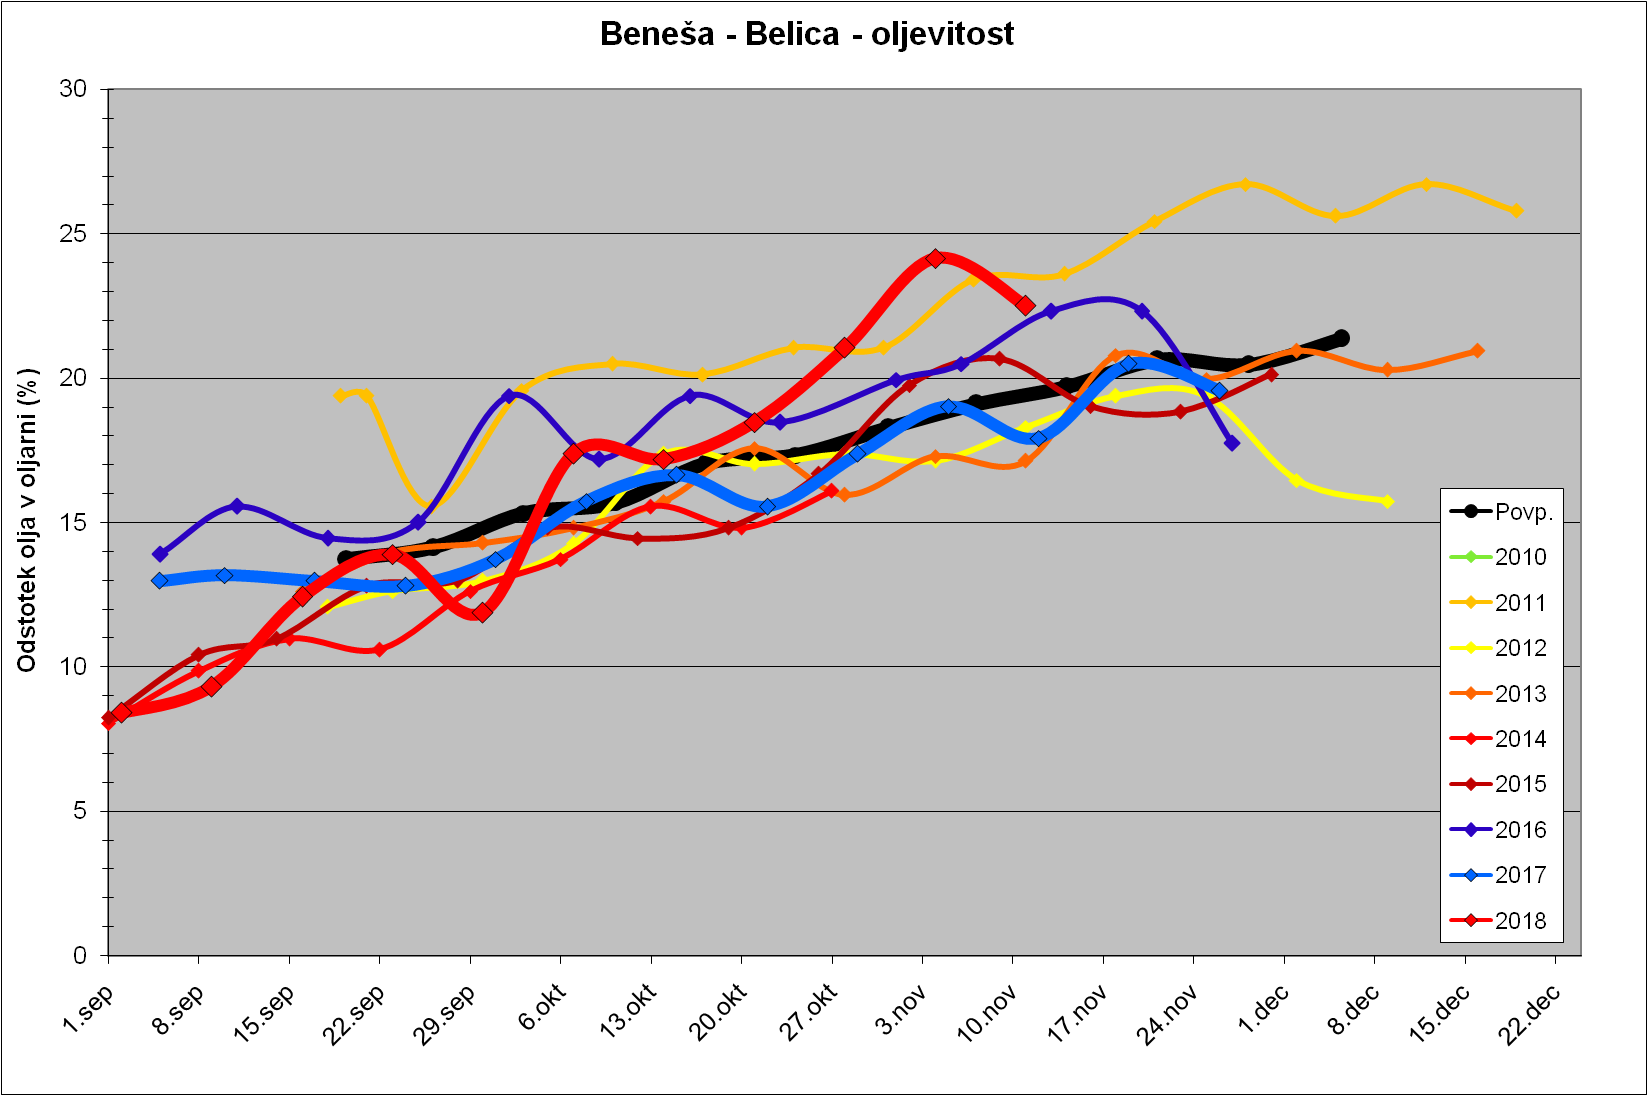 Beneša - Belica - oljevitost
Odstotek olja v oljarni (%)
30
25
20
15
10
5
0
1.sep
8.sep
15.sep
22.sep
29.sep
6.okt
13.okt
20.okt
27.okt
3.nov
10.nov
17.nov
24.nov
1.dec
8.dec
15.dec
22.dec
Povp.
2010
2011
2012
2013
2014
2015
2016
2017
2018